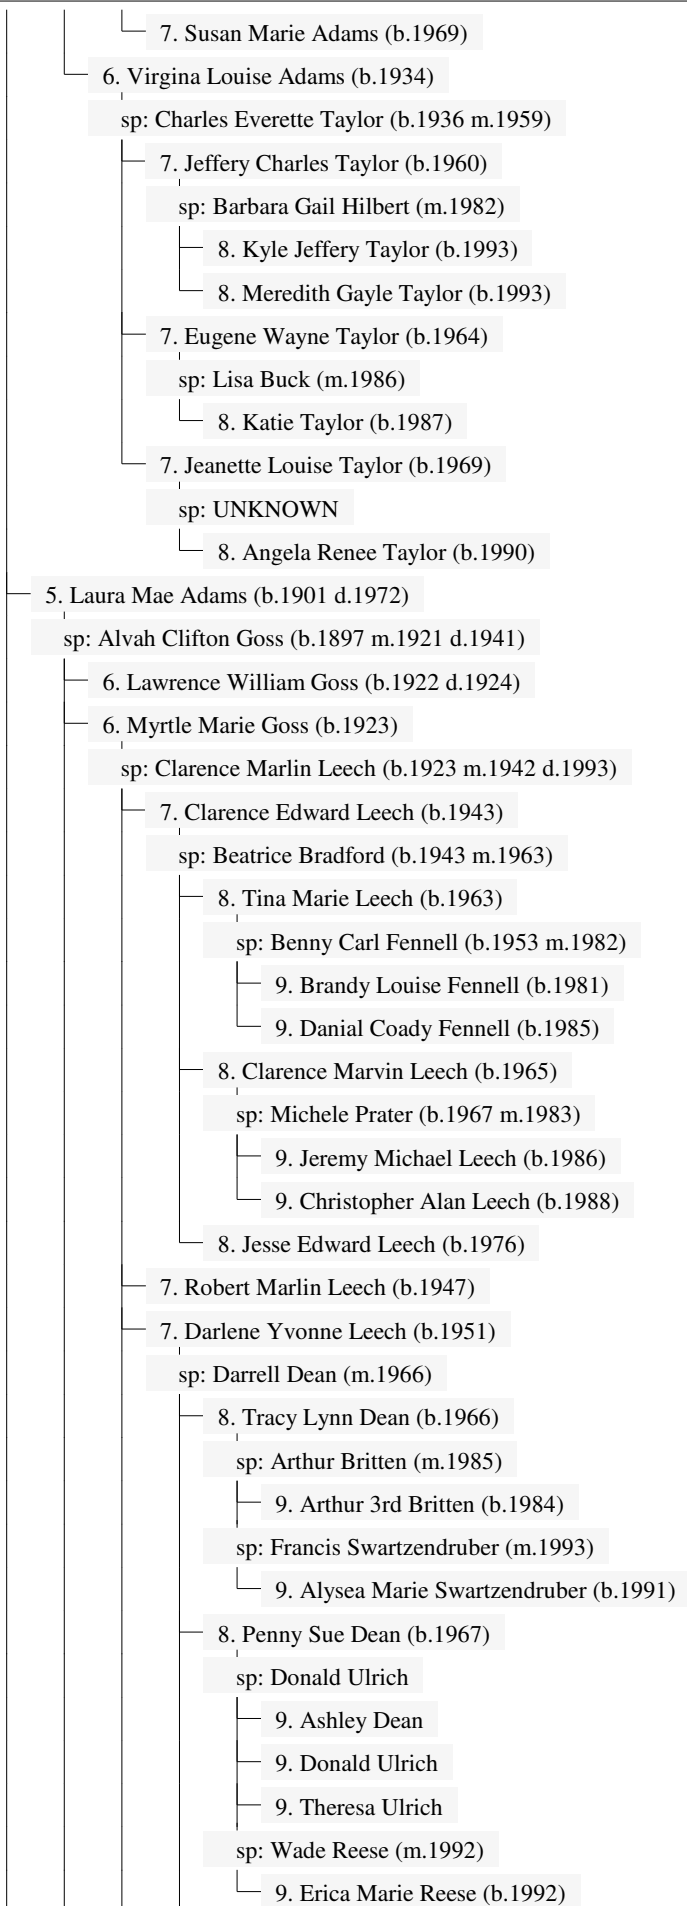 7. Susan Marie Adams (b.1969)
6. Virgina Louise Adams (b.1934)
sp: Charles Everette Taylor (b.1936 m.1959)
7. Jeffery Charles Taylor (b.1960)
sp: Barbara Gail Hilbert (m.1982)
8. Kyle Jeffery Taylor (b.1993)
8. Meredith Gayle Taylor (b.1993)
7. Eugene Wayne Taylor (b.1964)
sp: Lisa Buck (m.1986)
8. Katie Taylor (b.1987)
7. Jeanette Louise Taylor (b.1969)
sp: UNKNOWN
8. Angela Renee Taylor (b.1990)
5. Laura Mae Adams (b.1901 d.1972)
sp: Alvah Clifton Goss (b.1897 m.1921 d.1941)
6. Lawrence William Goss (b.1922 d.1924)
6. Myrtle Marie Goss (b.1923)
sp: Clarence Marlin Leech (b.1923 m.1942 d.1993)
7. Clarence Edward Leech (b.1943)
sp: Beatrice Bradford (b.1943 m.1963)
8. Tina Marie Leech (b.1963)
sp: Benny Carl Fennell (b.1953 m.1982)
9. Brandy Louise Fennell (b.1981)
9. Danial Coady Fennell (b.1985)
8. Clarence Marvin Leech (b.1965)
sp: Michele Prater (b.1967 m.1983)
9. Jeremy Michael Leech (b.1986)
9. Christopher Alan Leech (b.1988)
8. Jesse Edward Leech (b.1976)
7. Robert Marlin Leech (b.1947)
7. Darlene Yvonne Leech (b.1951)
sp: Darrell Dean (m.1966)
8. Tracy Lynn Dean (b.1966)
sp: Arthur Britten (m.1985)
9. Arthur 3rd Britten (b.1984)
sp: Francis Swartzendruber (m.1993)
9. Alysea Marie Swartzendruber (b.1991)
8. Penny Sue Dean (b.1967)
sp: Donald Ulrich
9. Ashley Dean
9. Donald Ulrich
9. Theresa Ulrich
sp: Wade Reese (m.1992)
9. Erica Marie Reese (b.1992)